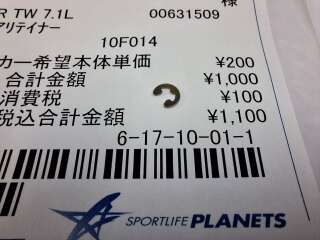 R TW 7.1L 様
アリテイナー 00631509
10F014
カー希望本体単価 ¥200
合計金額 ¥1,000
消費税 ¥100
税込合計金額 ¥1,100
6-17-10-01-1
SPORTLIFE PLANETS